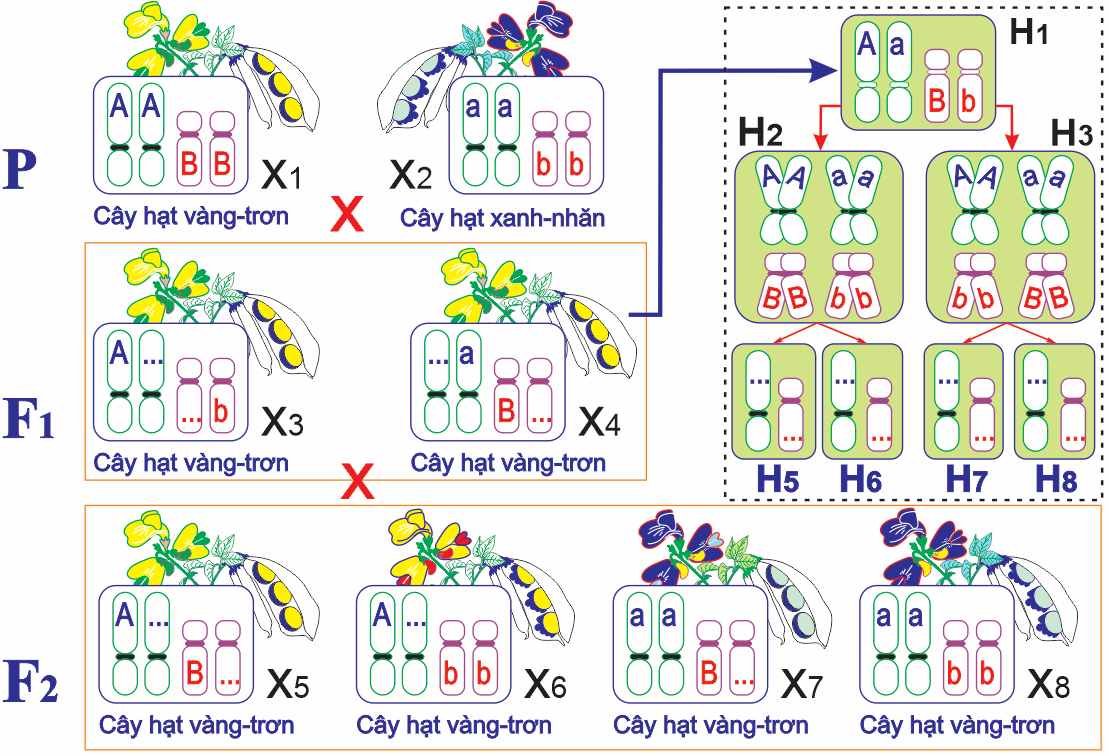 P
A A B B
X1
Cây hạt vàng-trơn
X
a a b b
X2
Cây hạt xanh-nhăn
F1
A ... ... b
X3
Cây hạt vàng-trơn
X
... a B ...
X4
Cây hạt vàng-trơn
F2
A ... B ...
X5
Cây hạt vàng-trơn
A ... b b
X6
Cây hạt vàng-trơn
a a B ...
X7
Cây hạt vàng-trơn
a a b b
X8
Cây hạt vàng-trơn
A a B b
H1
H2
A A a a
B B b b
H3
A A a a
b b B B
... ...
H5
... ...
H6
... ...
H7
... ...
H8